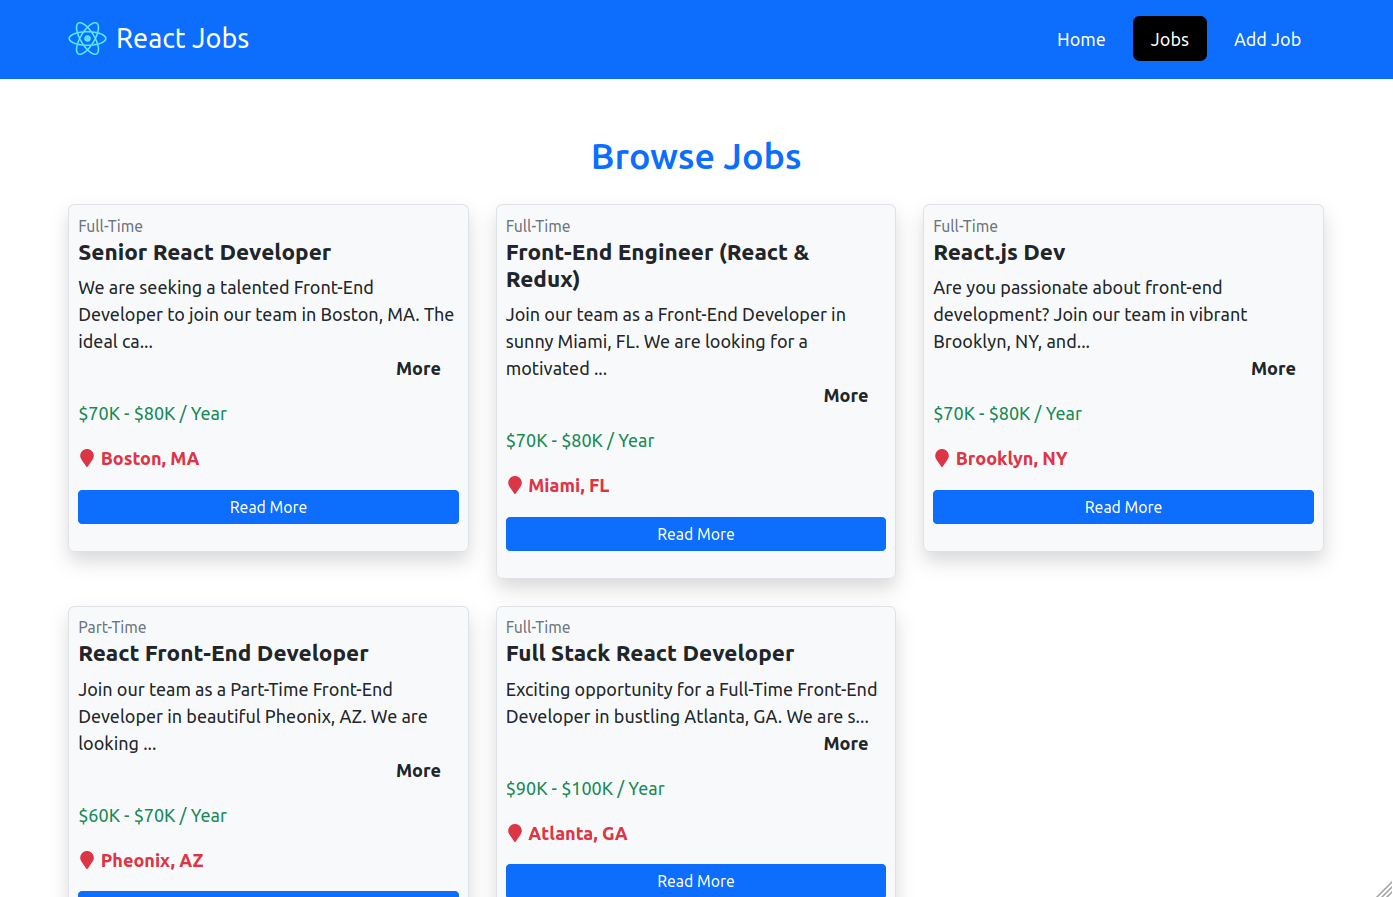 React Jobs
Home
Jobs
Add Job
Browse Jobs
Full-Time
Senior React Developer
We are seeking a talented Front-End
Developer to join our team in Boston, MA. The
ideal ca...
More
$70K - $80K / Year
Boston, MA
Read More
Full-Time
Front-End Engineer (React &
Redux)
Join our team as a Front-End Developer in
sunny Miami, FL. We are looking for a
motivated ...
More
$70K - $80K / Year
Miami, FL
Read More
Full-Time
React.js Dev
Are you passionate about front-end
development? Join our team in vibrant
Brooklyn, NY, and...
More
$70K - $80K / Year
Brooklyn, NY
Read More
Part-Time
React Front-End Developer
Join our team as a Part-Time Front-End
Developer in beautiful Pheonix, AZ. We are
looking ...
More
$60K - $70K / Year
Pheonix, AZ
Full-Time
Full Stack React Developer
Exciting opportunity for a Full-Time Front-End
Developer in bustling Atlanta, GA. We are s...
More
$90K - $100K / Year
Atlanta, GA
Read More